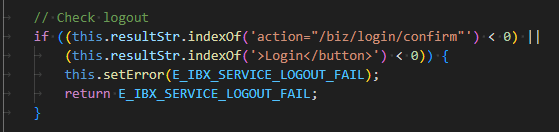 // Check logout
if ((this.resultStr.indexOf('action="/biz/login/confirm"') < 0) ||
(this.resultStr.indexOf('>Login</button>') < 0)) {
this.setError(E_IBX_SERVICE_LOGOUT_FAIL);
return E_IBX_SERVICE_LOGOUT_FAIL;
}